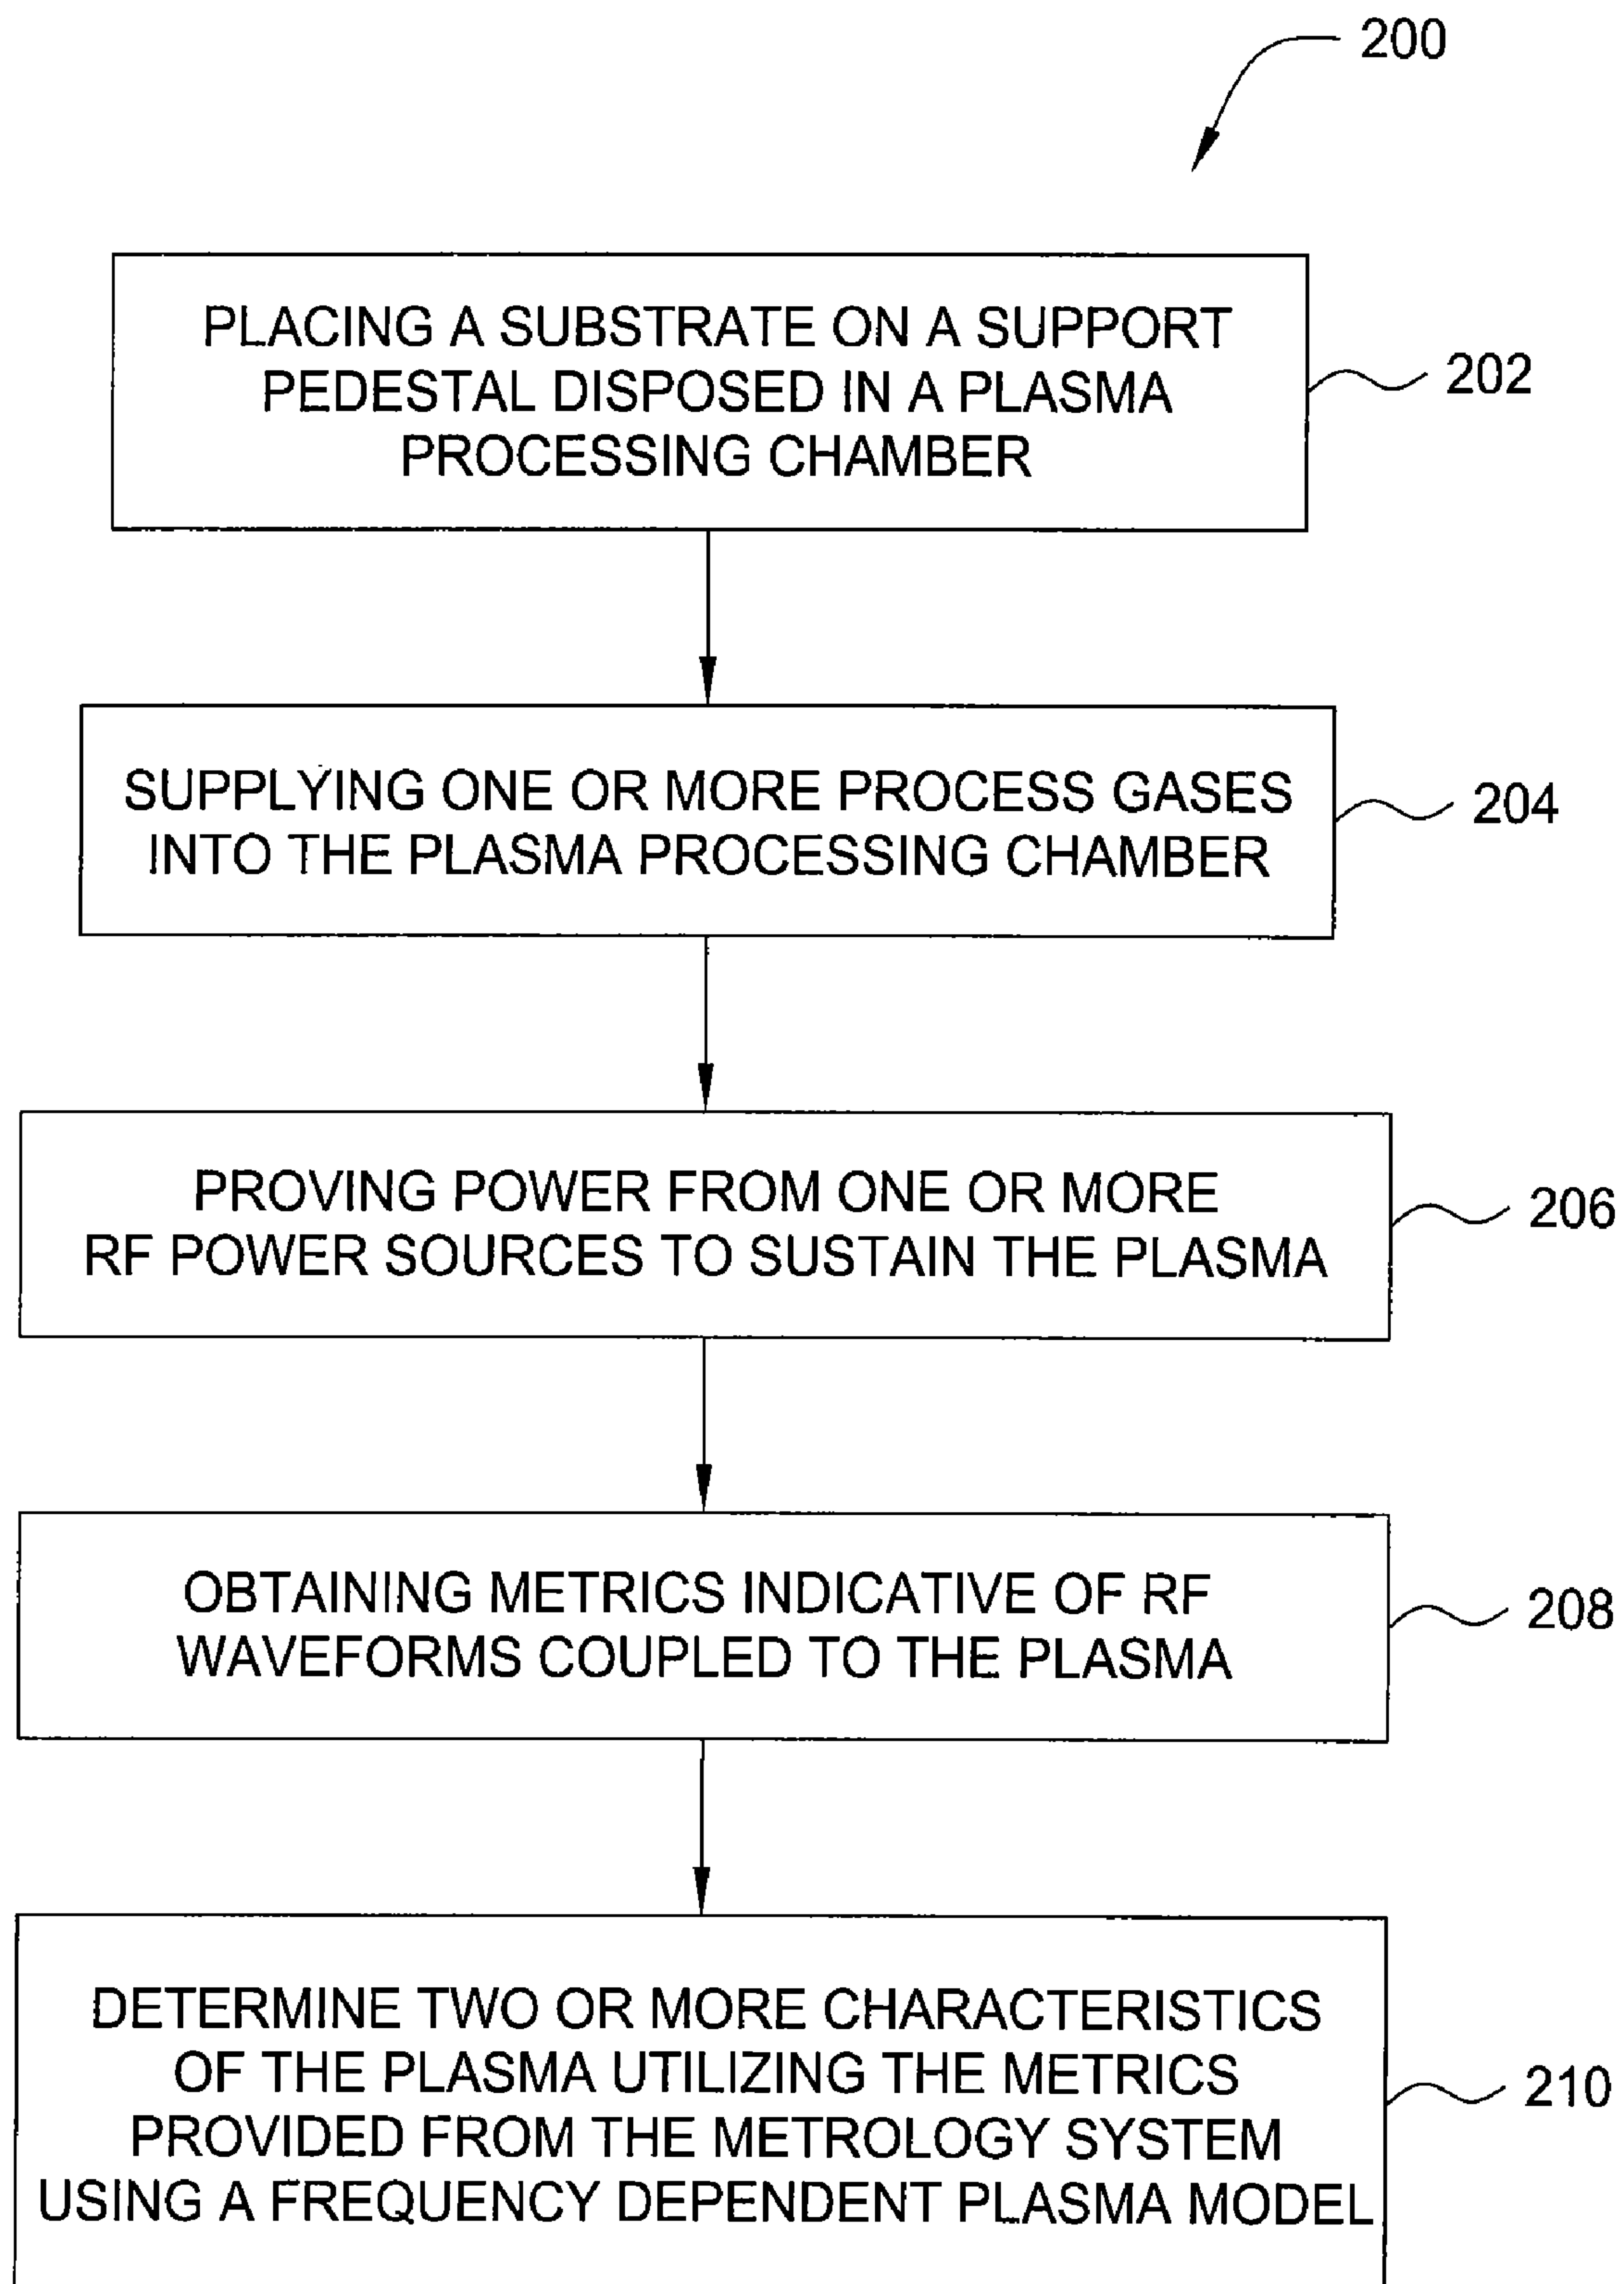 200
PLACING A SUBSTRATE ON A SUPPORT
PEDESTAL DISPOSED IN A PLASMA
PROCESSING CHAMBER
202
SUPPLYING ONE OR MORE PROCESS GASES
INTO THE PLASMA PROCESSING CHAMBER
204
PROVING POWER FROM ONE OR MORE
RF POWER SOURCES TO SUSTAIN THE PLASMA
206
OBTAINING METRICS INDICATIVE OF RF
WAVEFORMS COUPLED TO THE PLASMA
208
DETERMINE TWO OR MORE CHARACTERISTICS
OF THE PLASMA UTILIZING THE METRICS
PROVIDED FROM THE METROLOGY SYSTEM
USING A FREQUENCY DEPENDENT PLASMA MODEL
210